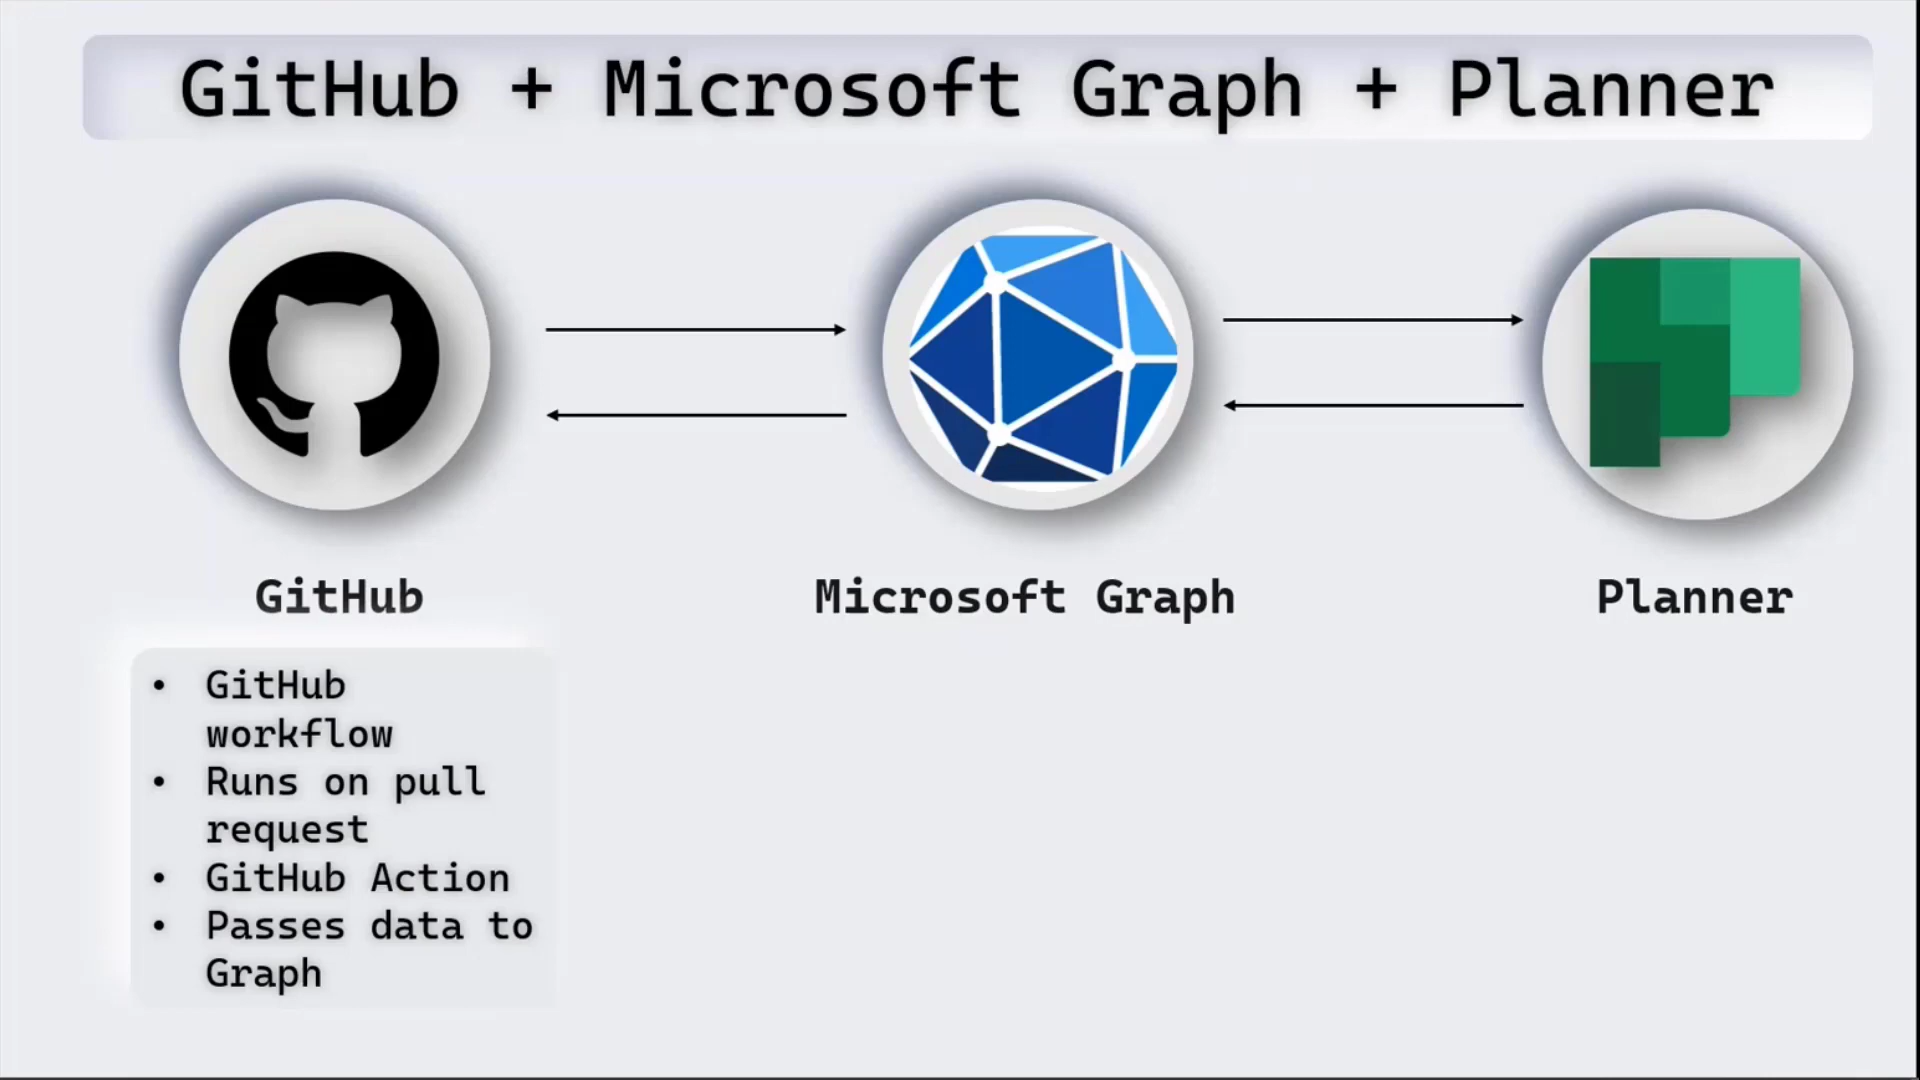 GitHub + Microsoft Graph + Planner
GitHub
Microsoft Graph
Planner
• GitHub
workflow
• Runs on pull
request
• GitHub Action
• Passes data to
Graph